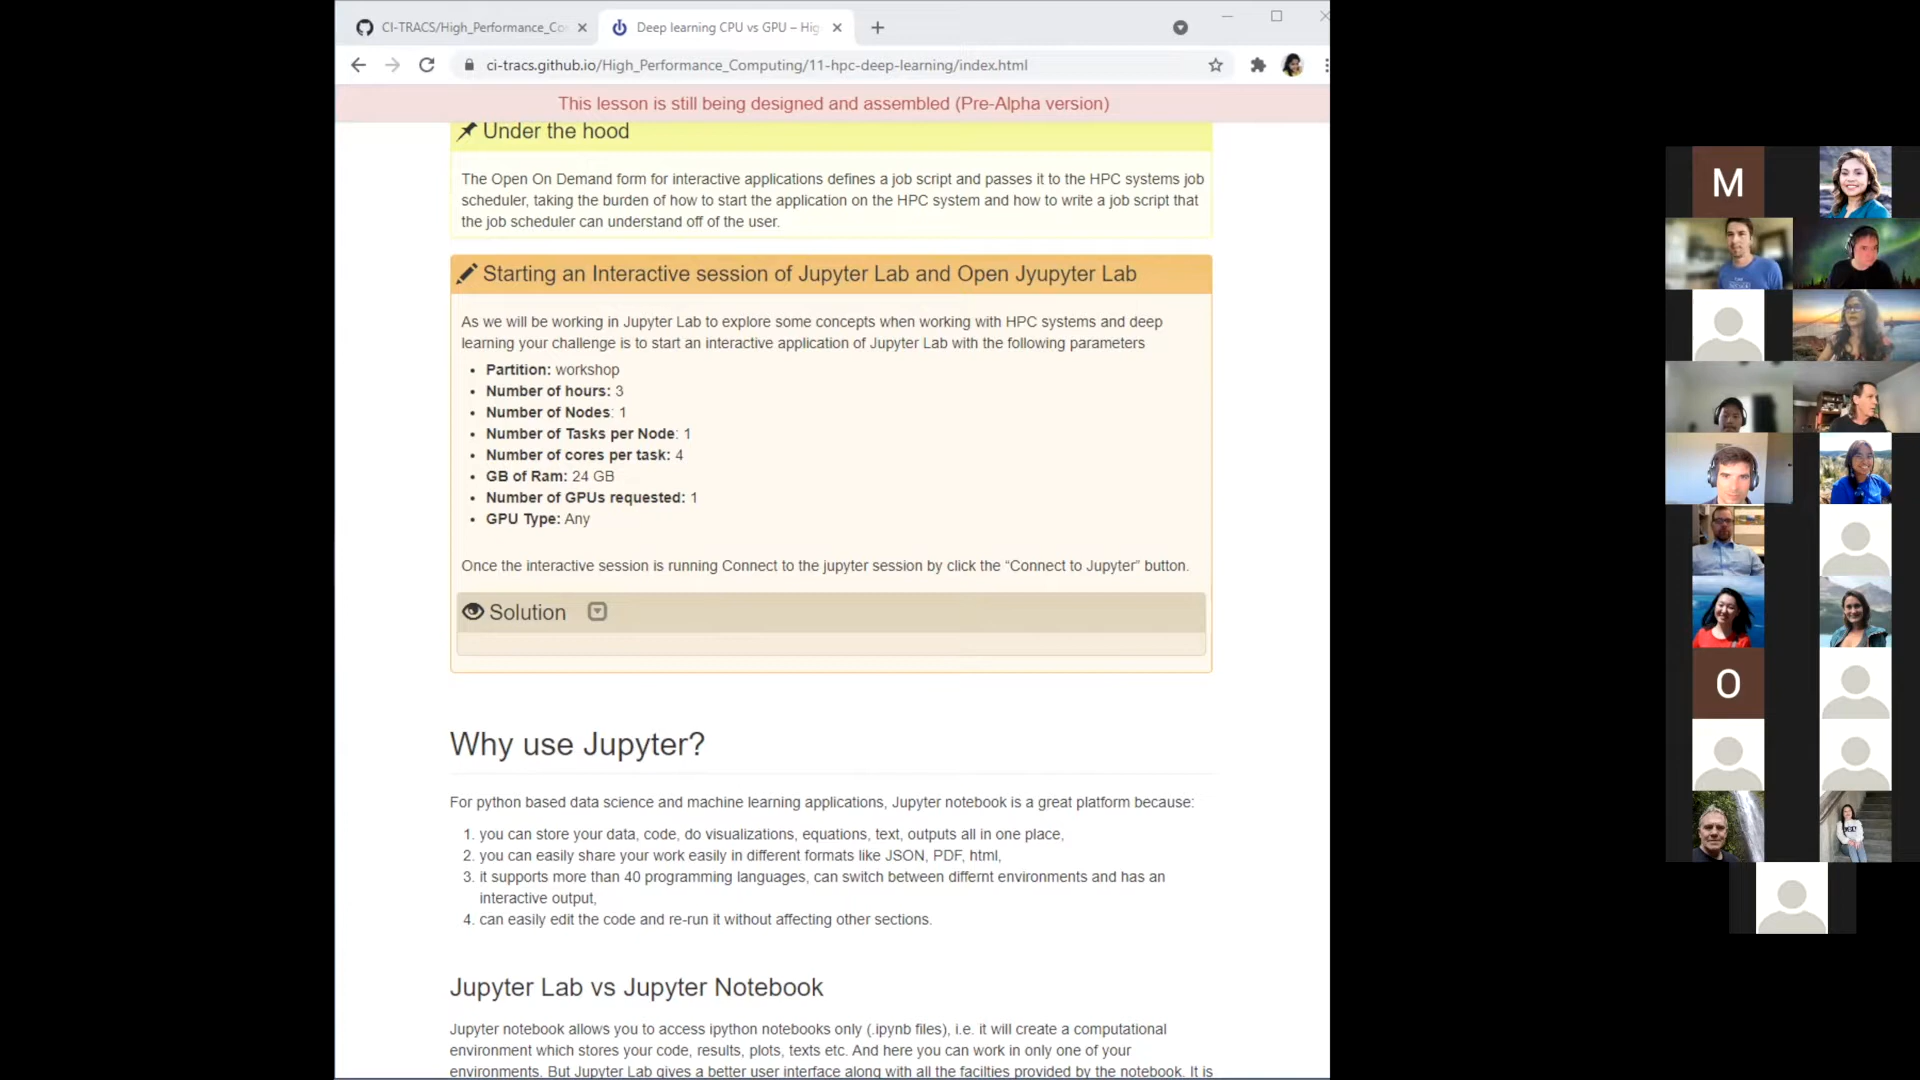 CI-TRACS/High_Performance_Co
Deep learning CPU vs GPU – Hig
ci-tracs.github.io/High_Performance_Computing/11-hpc-deep-learning/index.html
This lesson is still being designed and assembled (Pre-Alpha version)
Under the hood
The Open On Demand form for interactive applications defines a job script and passes it to the HPC systems job
scheduler, taking the burden of how to start the application on the HPC system and how to write a job script that
the job scheduler can understand off of the user.
Starting an Interactive session of Jupyter Lab and Open Jyupyter Lab
As we will be working in Jupyter Lab to explore some concepts when working with HPC systems and deep
learning your challenge is to start an interactive application of Jupyter Lab with the following parameters
• Partition: workshop
• Number of hours: 3
• Number of Nodes: 1
• Number of Tasks per Node: 1
• Number of cores per task: 4
• GB of Ram: 24 GB
• Number of GPUs requested: 1
• GPU Type: Any
Once the interactive session is running Connect to the jupyter session by click the “Connect to Jupyter” button.
Solution
Why use Jupyter?
For python based data science and machine learning applications, Jupyter notebook is a great platform because:
1. you can store your data, code, do visualizations, equations, text, outputs all in one place,
2. you can easily share your work easily in different formats like JSON, PDF, html,
3. it supports more than 40 programming languages, can switch between differnt environments and has an
interactive output,
4. can easily edit the code and re-run it without affecting other sections.
Jupyter Lab vs Jupyter Notebook
Jupyter notebook allows you to access ipython notebooks only (.ipynb files), i.e. it will create a computational
environment which stores your code, results, plots, texts etc. And here you can work in only one of your
environments. But Jupyter Lab gives a better user interface along with all the facilties provided by the notebook. It is
M
O